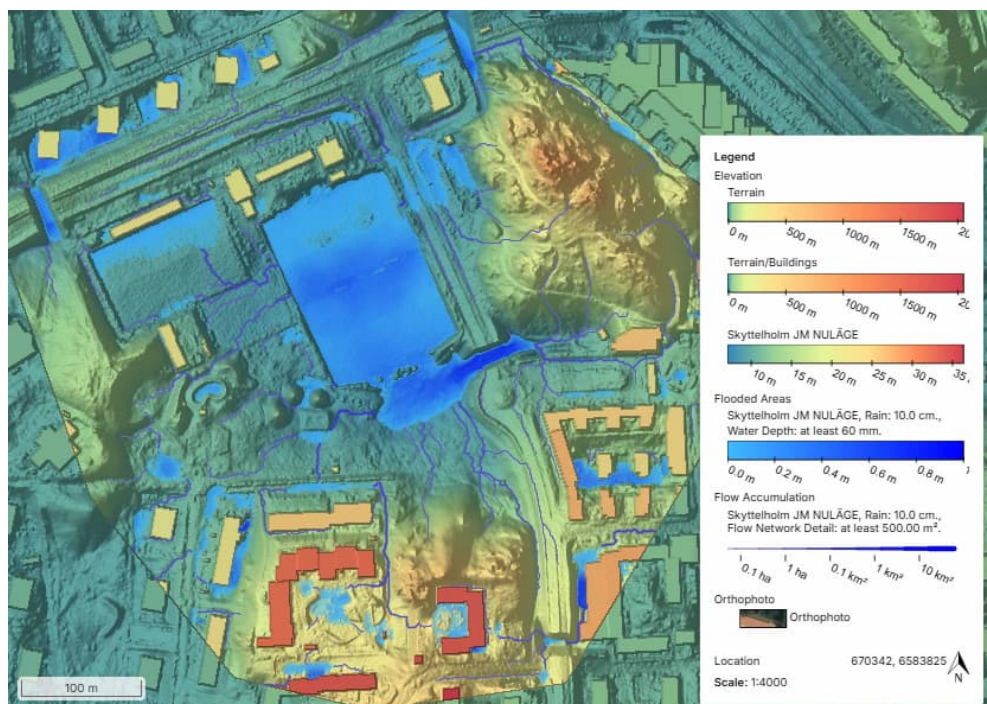 Legend
Elevation
Terrain
0 m 500 m 1000 m 1500 m 20
Terrain/Buildings
0 m 500 m 1000 m 1500 m 20
Skyttelholm JM NULÄGE
10 m 15 m 20 m 25 m 30 m 35
Flooded Areas
Skyttelholm JM NULÄGE, Rain: 10.0 cm.,
Water Depth: at least 60 mm.
0.0 m 0.2 m 0.4 m 0.6 m 0.8 m 1
Flow Accumulation
Skyttelholm JM NULÄGE, Rain: 10.0 cm.,
Flow Network Detail: at least 500.00 m².
0.1 ha 1 ha 0.1 km² 1 km² 10 km²
Orthophoto
Orthophoto
Location 670342, 6583825
Scale: 1:4000
N
100 m